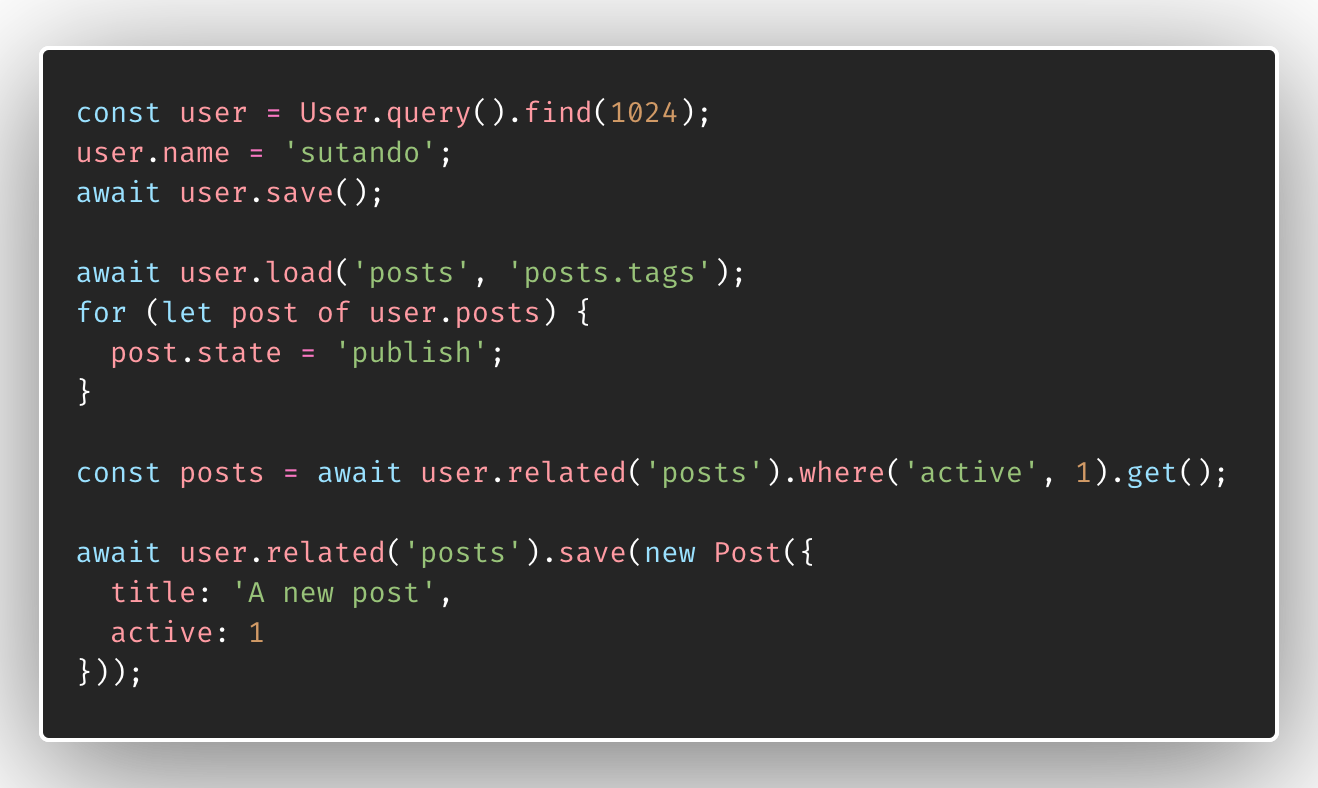 const user = User.query().find(1024);
user.name = 'sutando';
await user.save();

await user.load('posts', 'posts.tags');
for (let post of user.posts) {
  post.state = 'publish';
}

const posts = await user.related('posts').where('active', 1).get();

await user.related('posts').save(new Post({
  title: 'A new post',
  active: 1
}));